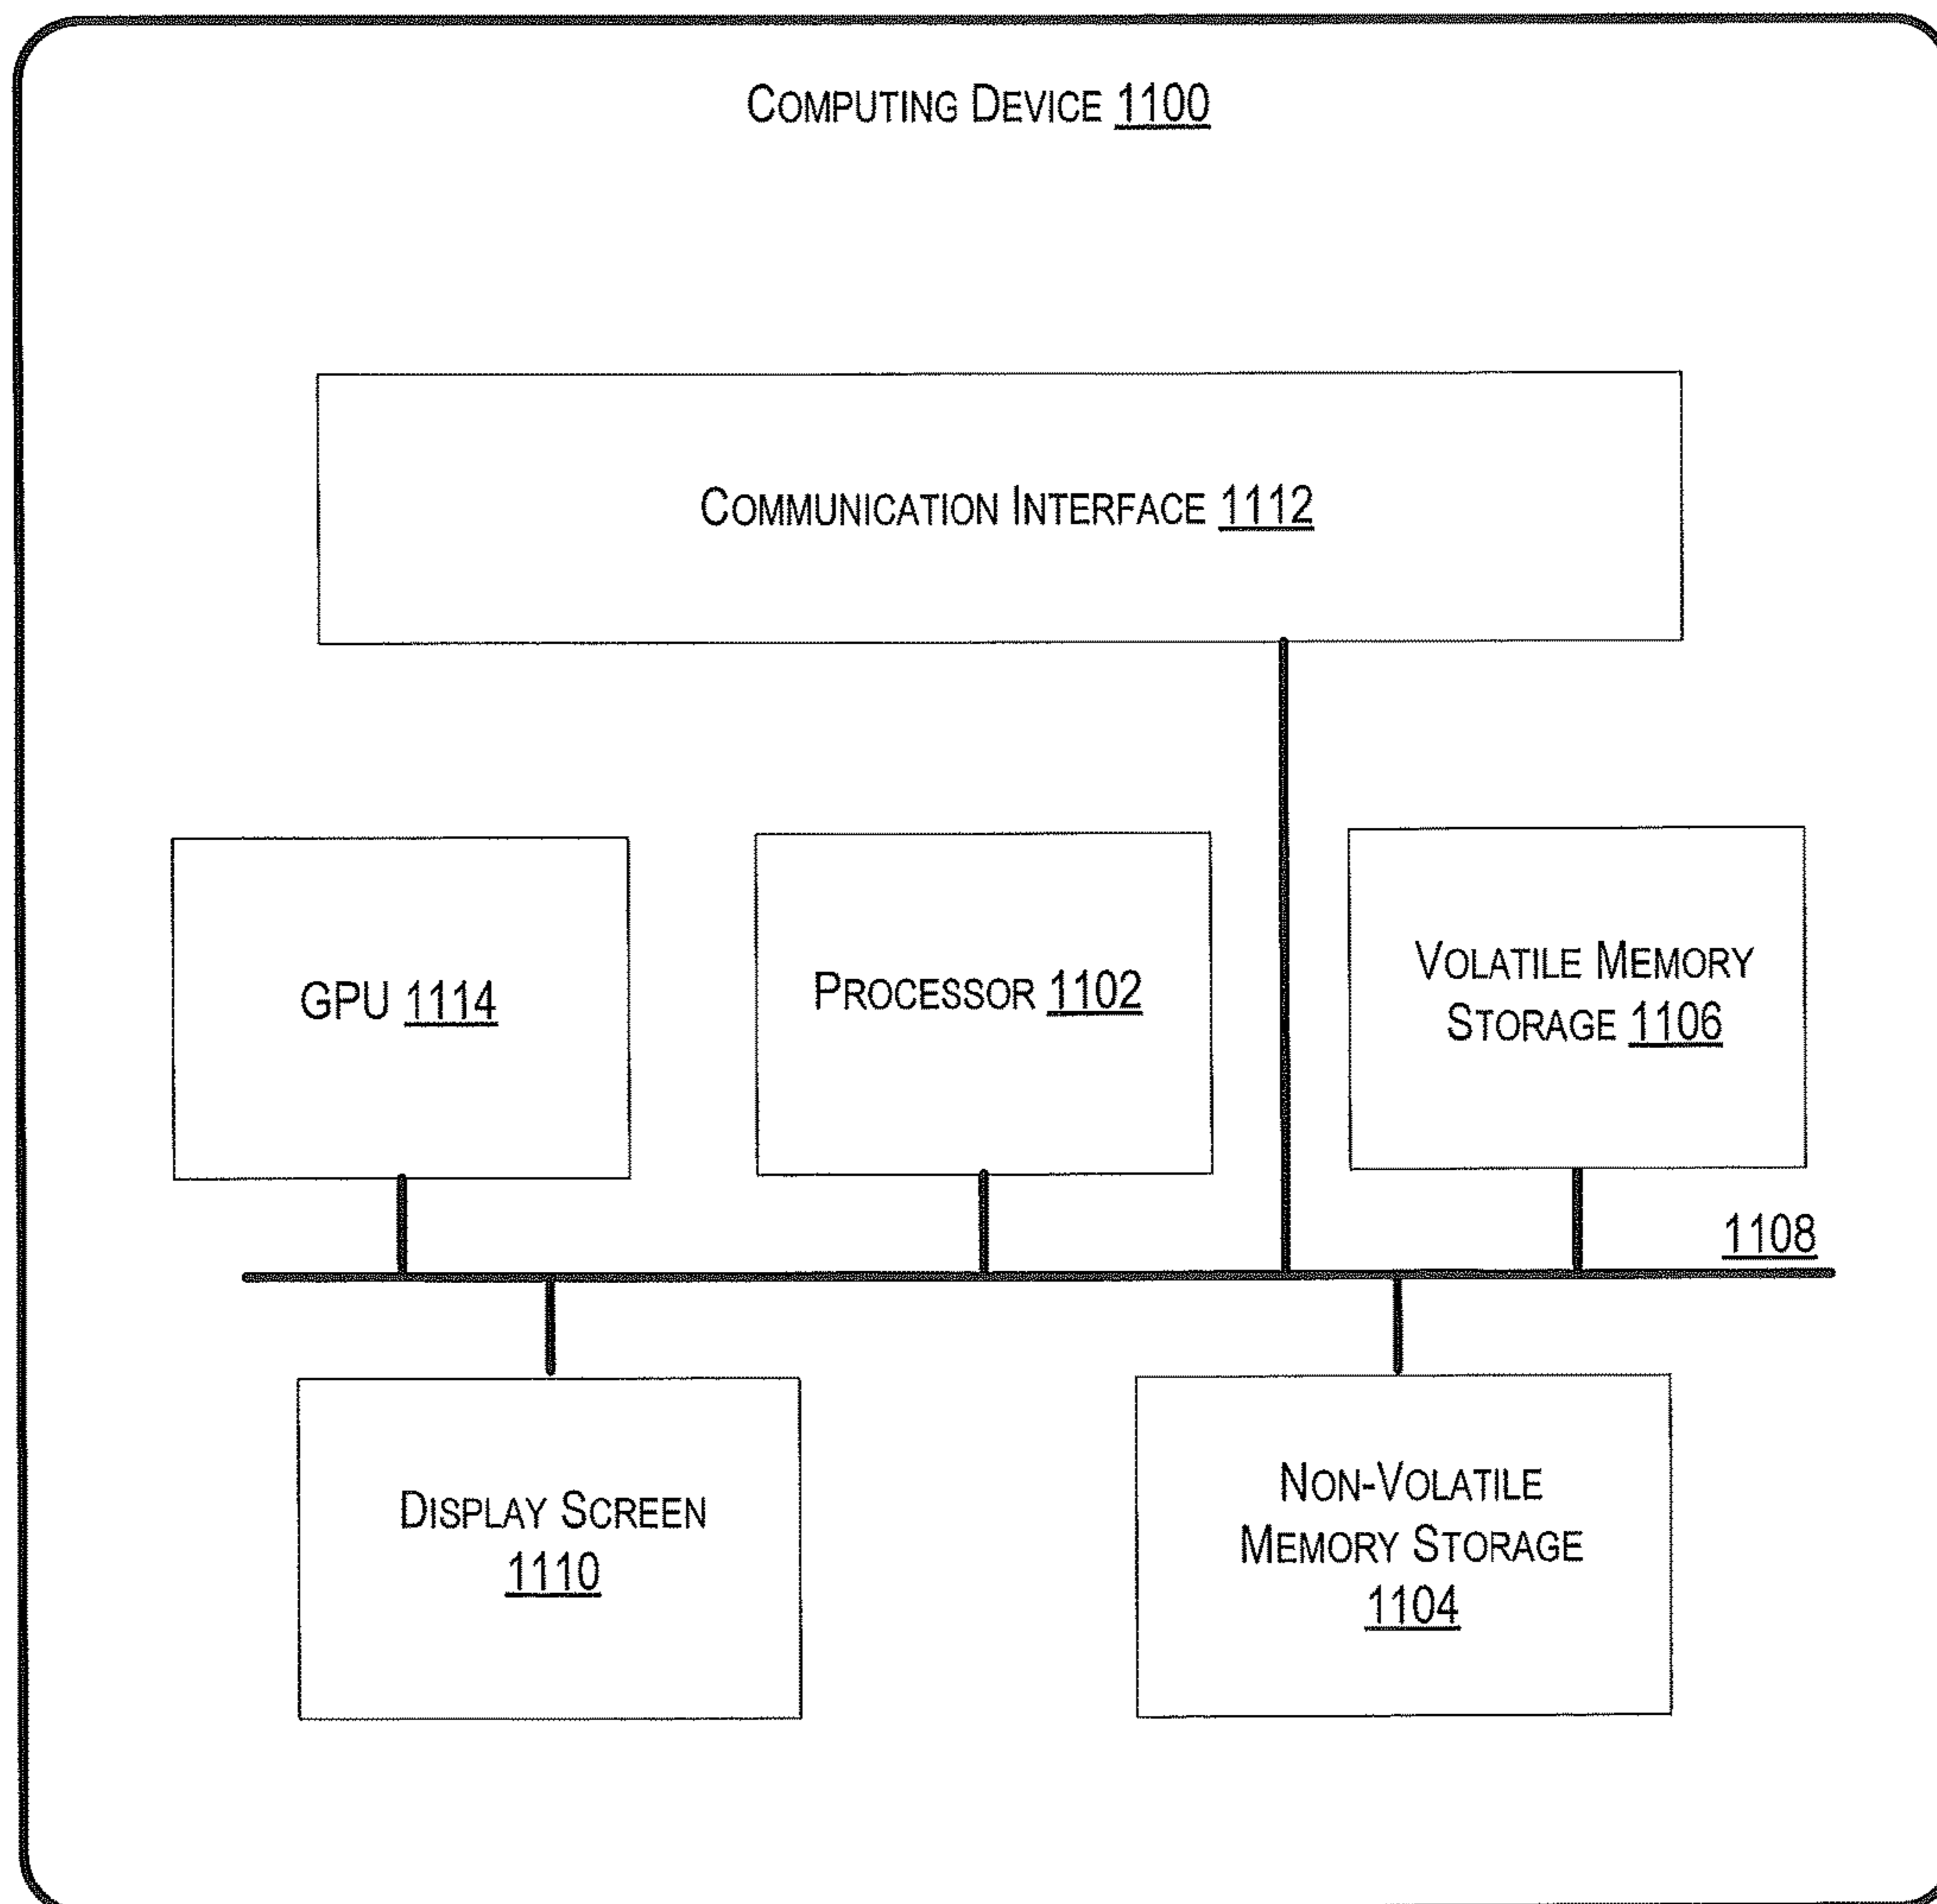 COMPUTING DEVICE 1100
COMMUNICATION INTERFACE 1112
GPU 1114
PROCESSOR 1102
VOLATILE MEMORY
STORAGE 1106
1108
DISPLAY SCREEN
1110
NON-VOLATILE
MEMORY STORAGE
1104